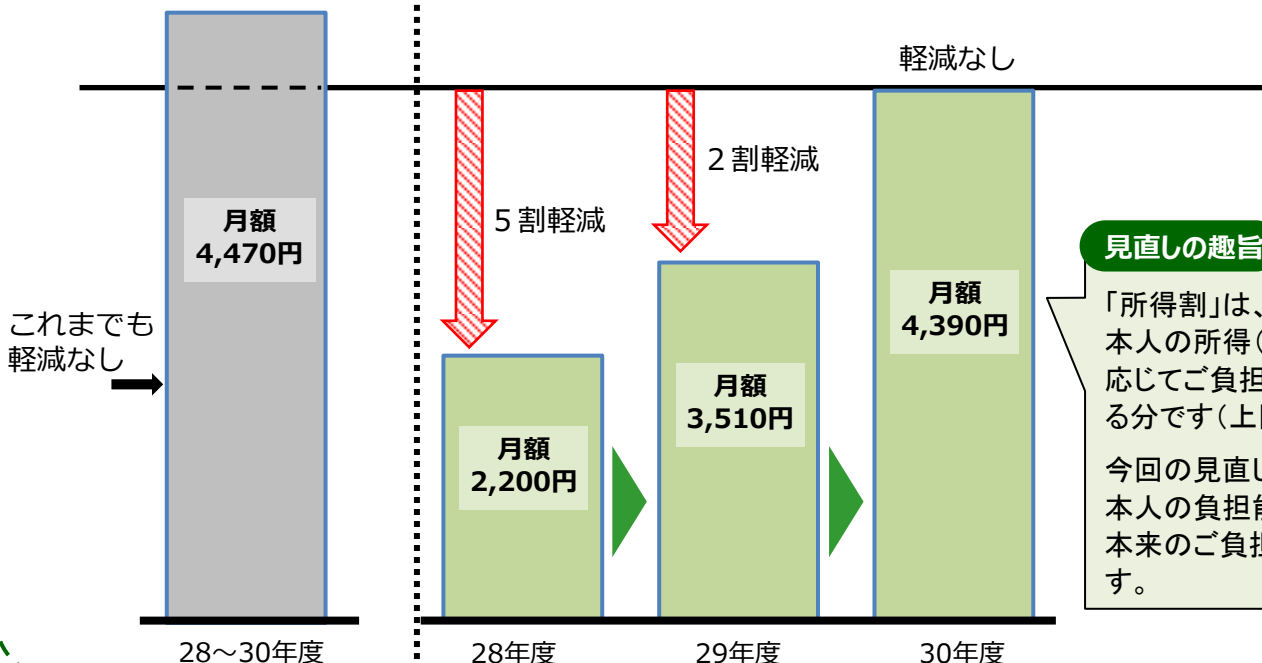 軽減なし
2割軽減
5割軽減
月額
4,470円
これまでも
軽減なし
月額
2,200円
月額
3,510円
月額
4,390円
見直しの趣旨
「所得割」は、
本人の所得(
応じてご負担
る分です(上
今回の見直し
本人の負担
本来のご負担
す。
28～30年度
28年度
29年度
30年度